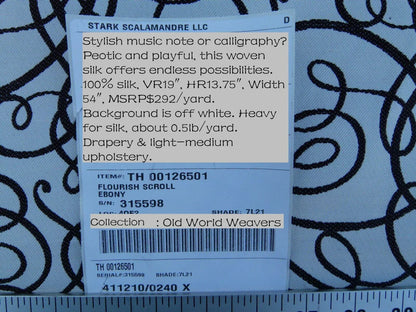 STARK SCALAMANDRE LLC
D
Stylish music note or calligraphy?
Peotic and playful, this woven
silk offers endless possibilities.
100% silk, VR19", HR13.75", Width
54", MSRP$292/yard.
Background is off white. Heavy
for silk, about 0.5lb/yard.
Drapery & light-medium
upholstery.
ITEM#: TH 00126501
FLOURISH SCROLL
EBONY
S/N: 315598
SHADE: 7L21
Collection : Old World Weavers
TH 00126501
SERIAL#:315598 SHADE:7L21
411210/0240 X